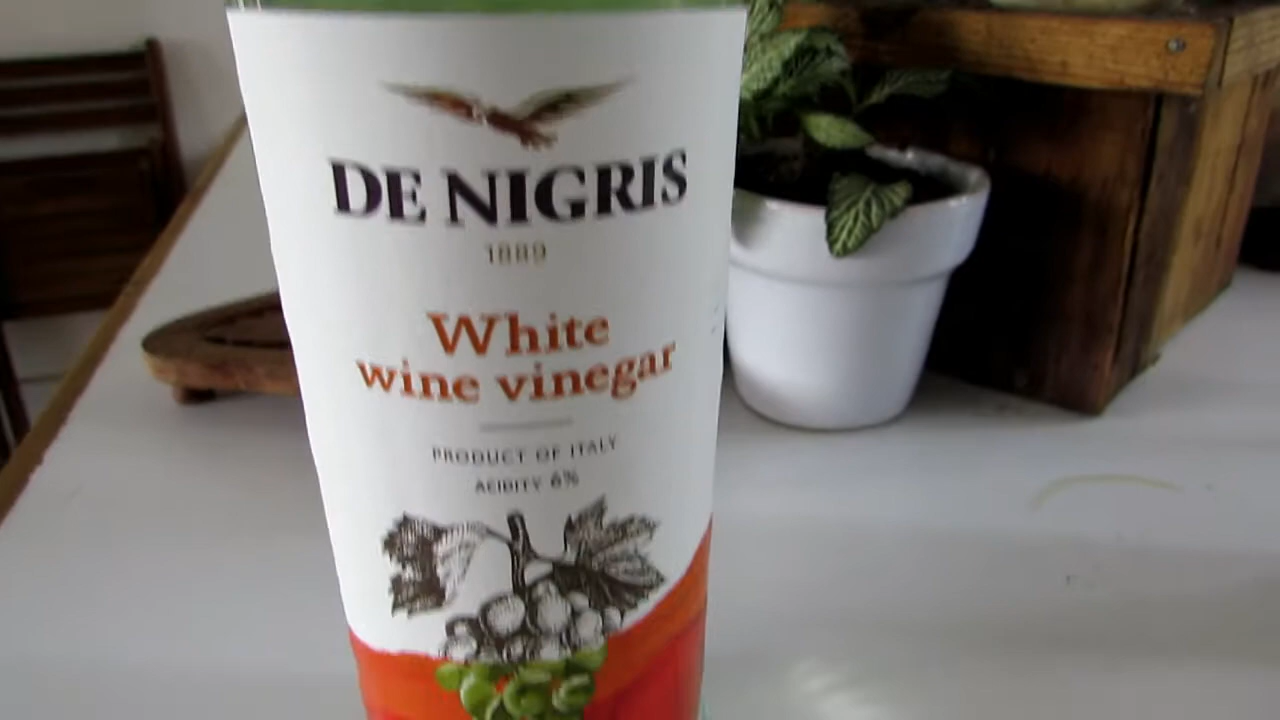 DE NIGRIS
1889
White
wine vinegar
PRODUCT OF ITALY
ACIDITY 6%